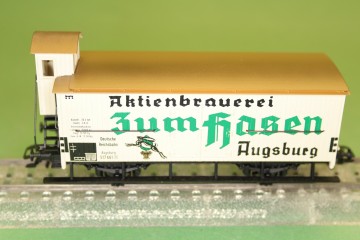 Aktienbrauerei
Zum Hasen
Augsburg
Deutsche
Reichsbahn